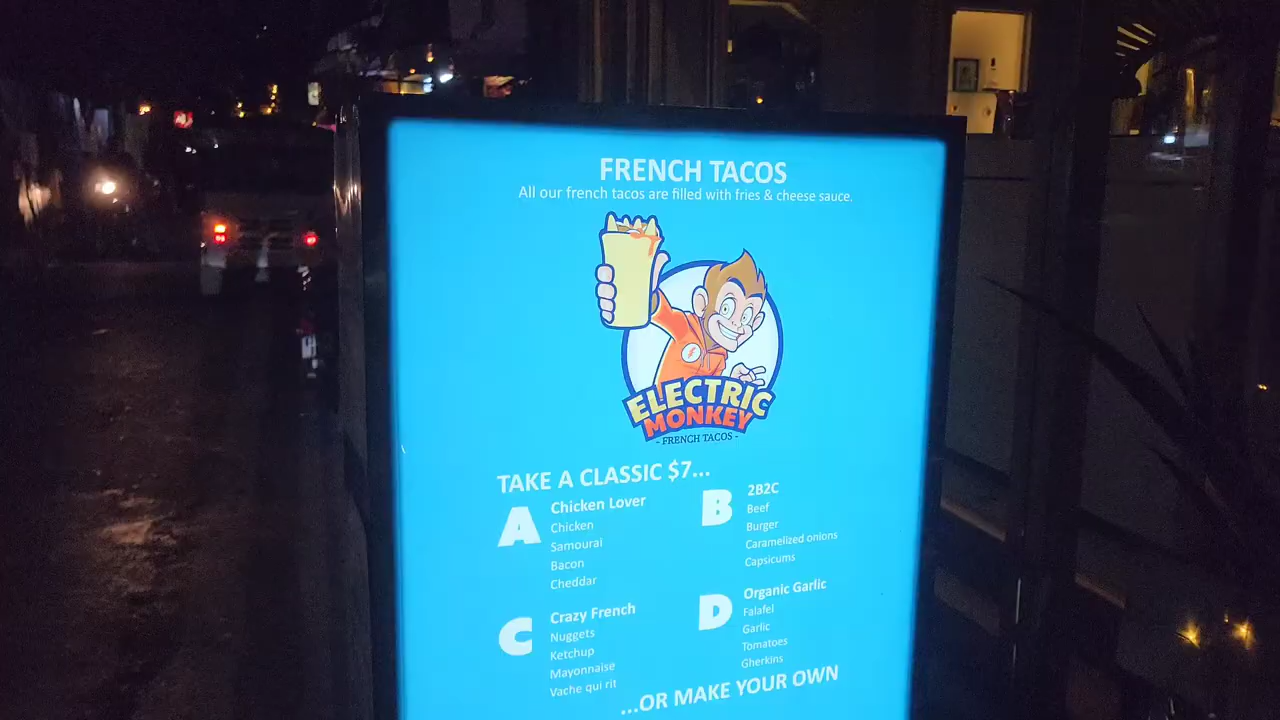 FRENCH TACOS
All our french tacos are filled with fries & cheese sauce.
ELECTRIC
MONKEY
- FRENCH TACOS -
TAKE A CLASSIC $7...
A
Chicken Lover
Chicken
Samourai
Bacon
Cheddar
B
2B2C
Beef
Burger
Caramelized onions
Capsicums
C
Crazy French
Nuggets
Ketchup
Mayonnaise
Vache qui rit
D
Organic Garlic
Falafel
Garlic
Tomatoes
Gherkins
...OR MAKE YOUR OWN